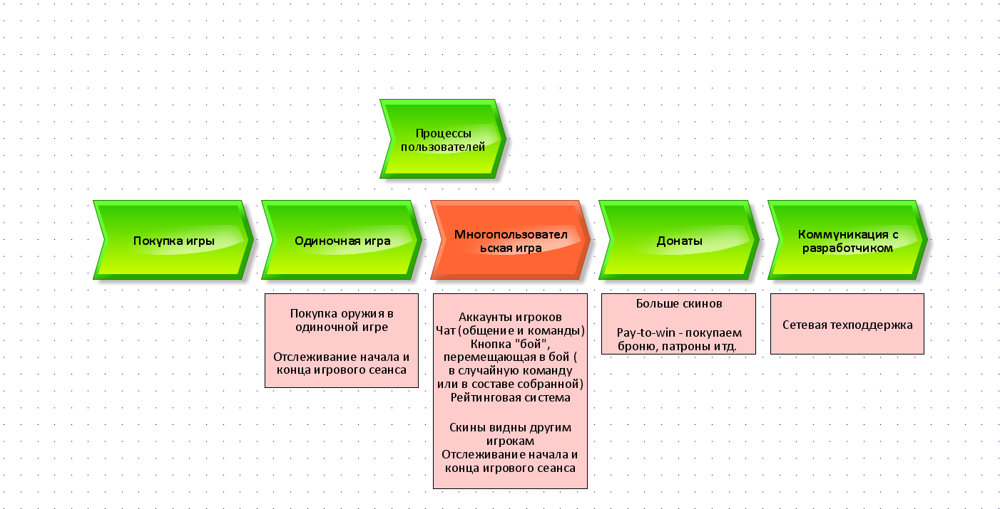 Процессы
пользователей
Покупка игры
Одиночная игра
Многопользовател
ьская игра
Донаты
Коммуникация с
разработчиком
Покупка оружия в
одиночной игре
Отслеживание начала и
конца игрового сеанса
Аккаунты игроков
Чат (общение и команды)
Кнопка "бой",
перемещающая в бой (
в случайную команду
или в составе собранной)
Рейтинговая система
Скины видны другим
игрокам
Отслеживание начала и
конца игрового сеанса
Больше скинов
Pay-to-win - покупаем
броню, патроны итд.
Сетевая техподдержка